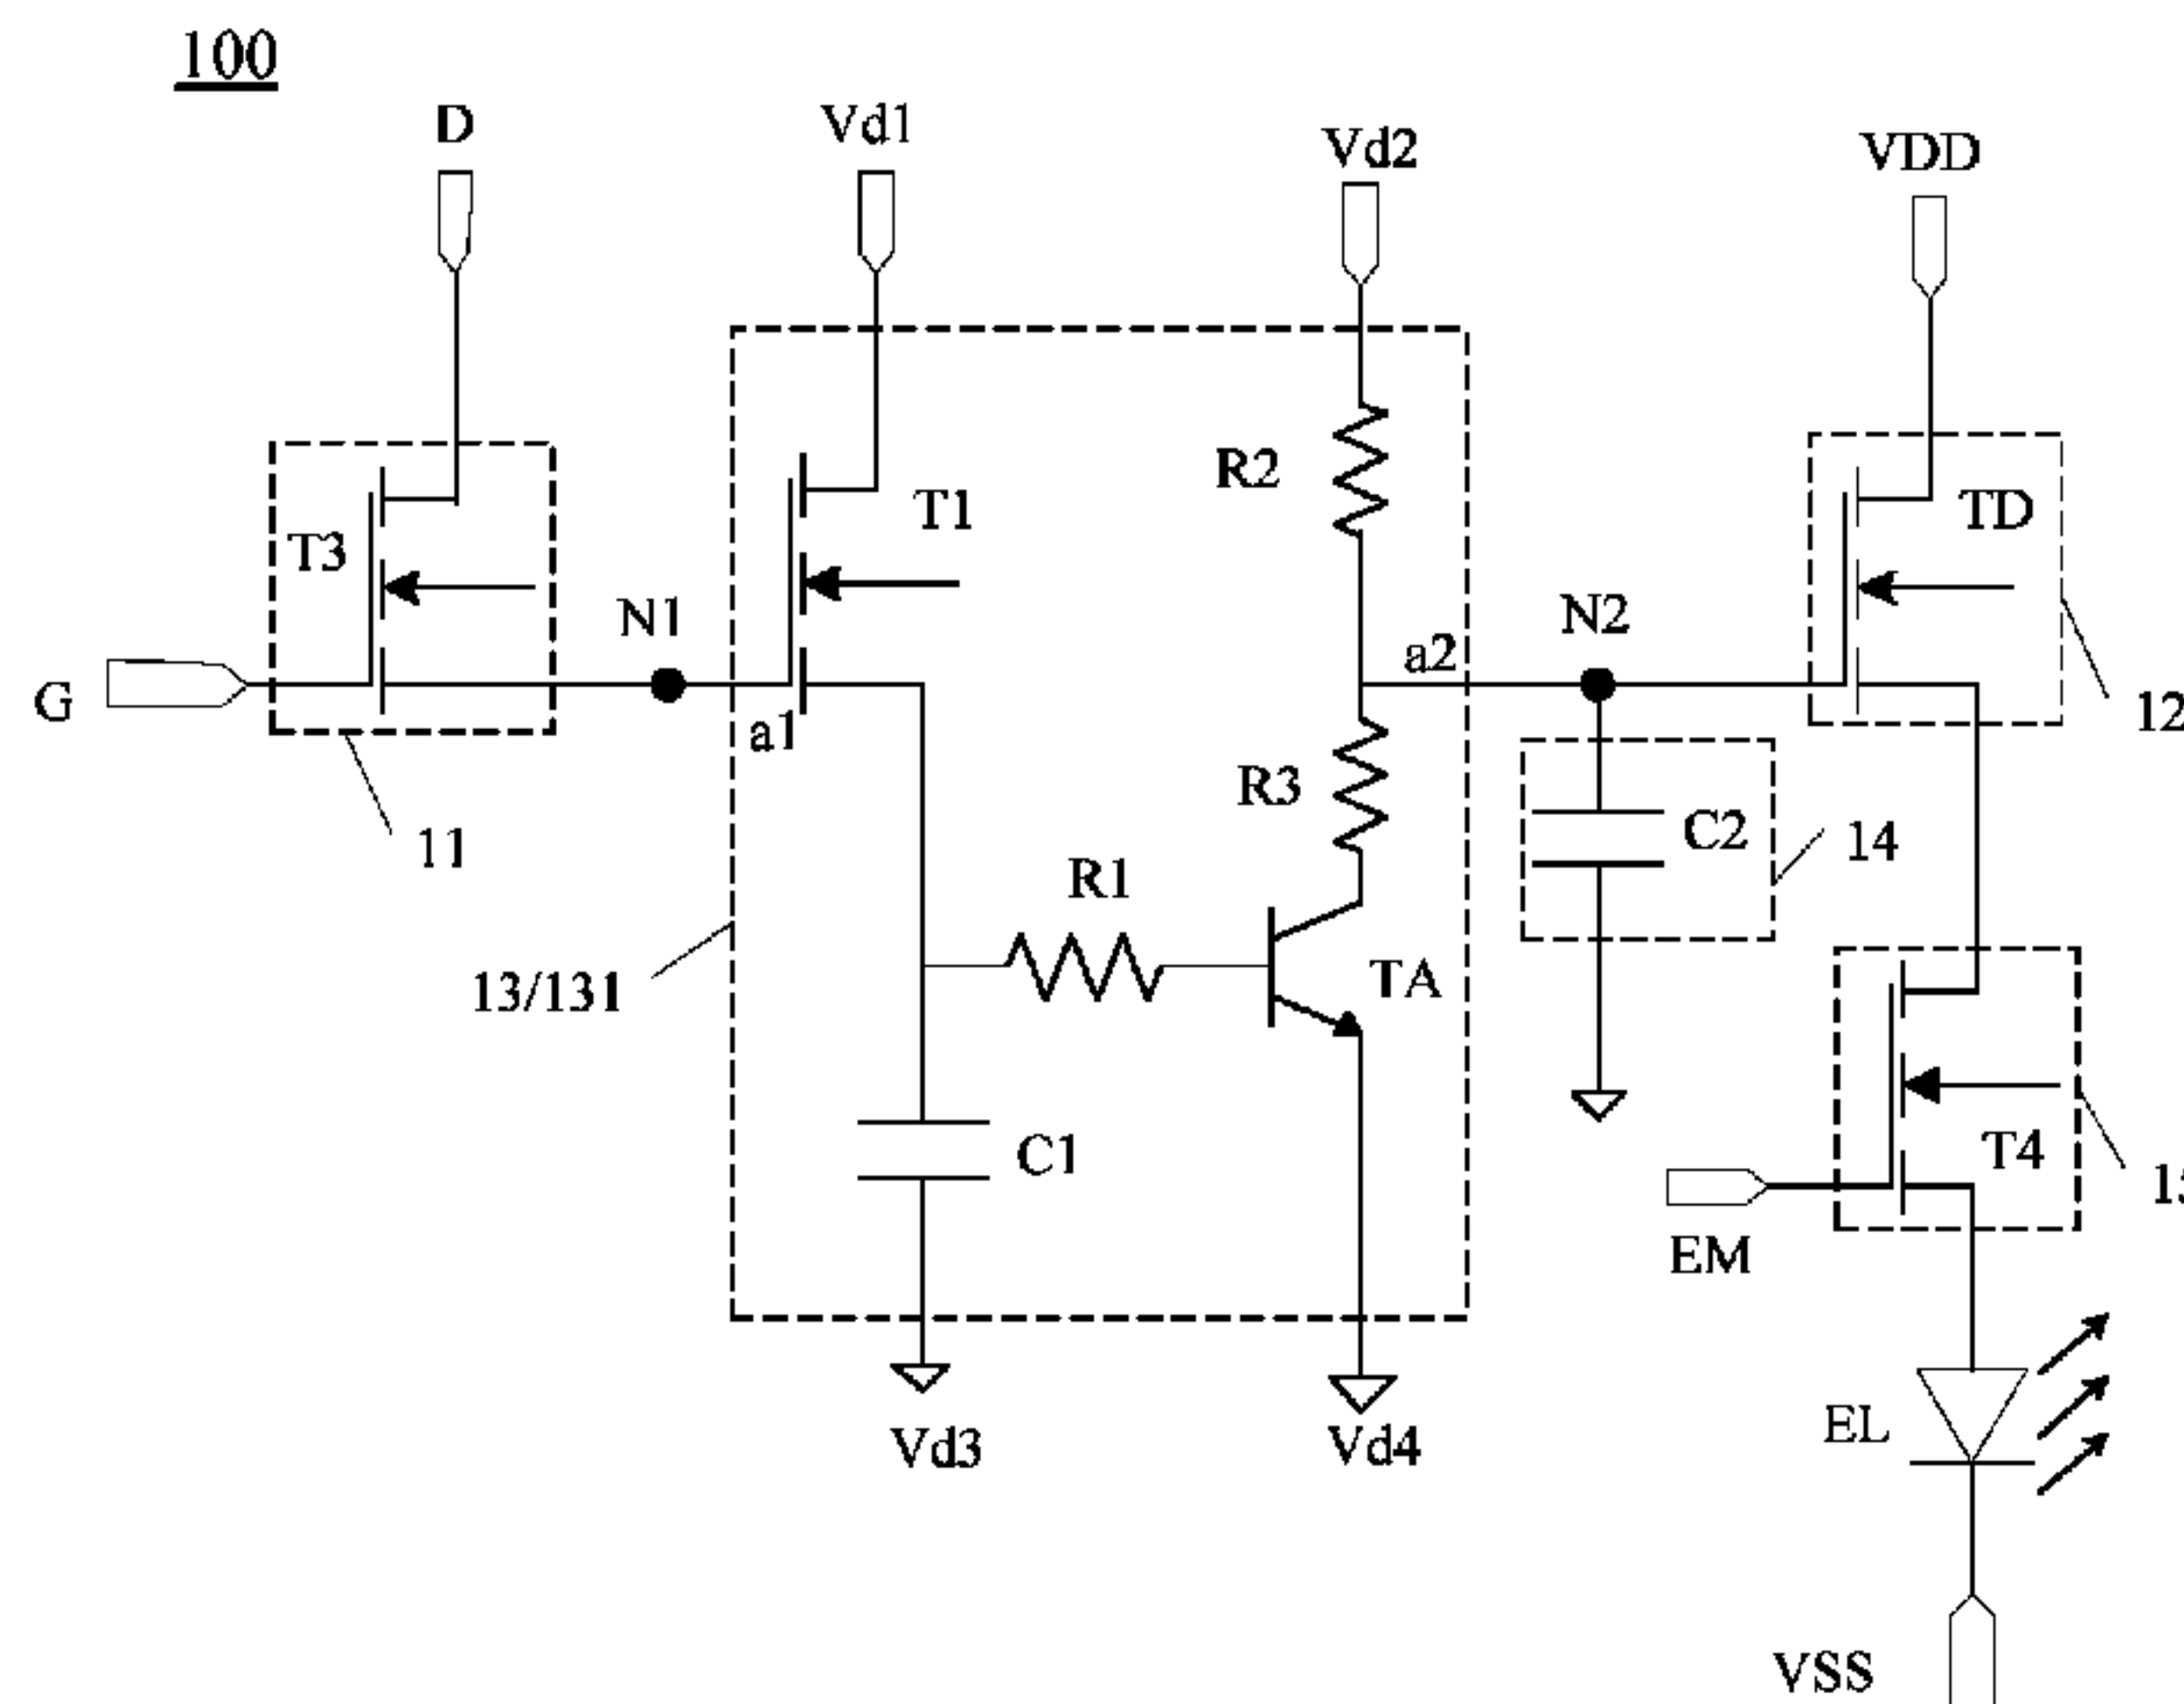 100
D
Vd1
Vd2
VDD
T3
T1
R2
TD
N1
N2
a2
G
a1
12
R3
11
C2
14
R1
13/131
TA
C1
T4
EM
EL
Vd3
Vd4
VSS